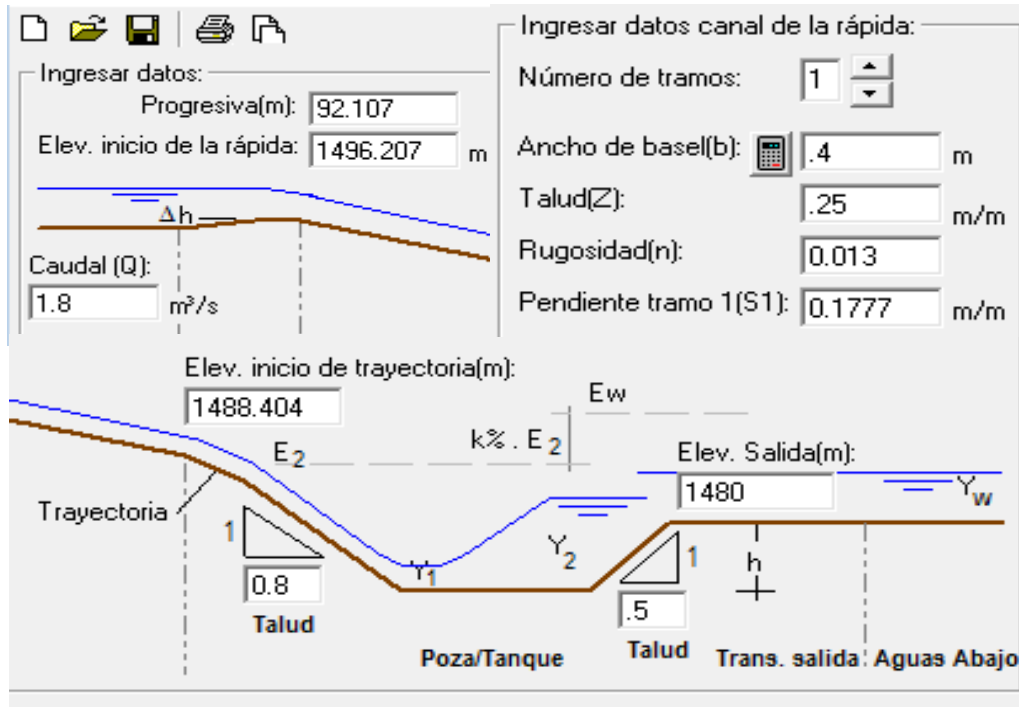 Ingresar datos:
Progresiva(m): 92.107
Elev. inicio de la rápida: 1496.207 m
Δh
Caudal (Q):
1.8 m³/s
Ingresar datos canal de la rápida:
Número de tramos: 1
Ancho de basel(b): .4 m
Talud(Z): .25 m/m
Rugosidad(n): 0.013
Pendiente tramo 1(S1): 0.1777 m/m
Elev. inicio de trayectoria(m):
1488.404
Ew
E2
k% . E2
Elev. Salida(m):
1480
Yw
Trayectoria
1
0.8
Talud
Y1
Y2
1
.5
Talud
h
Poza/Tanque
Trans. salida
Aguas Abajo